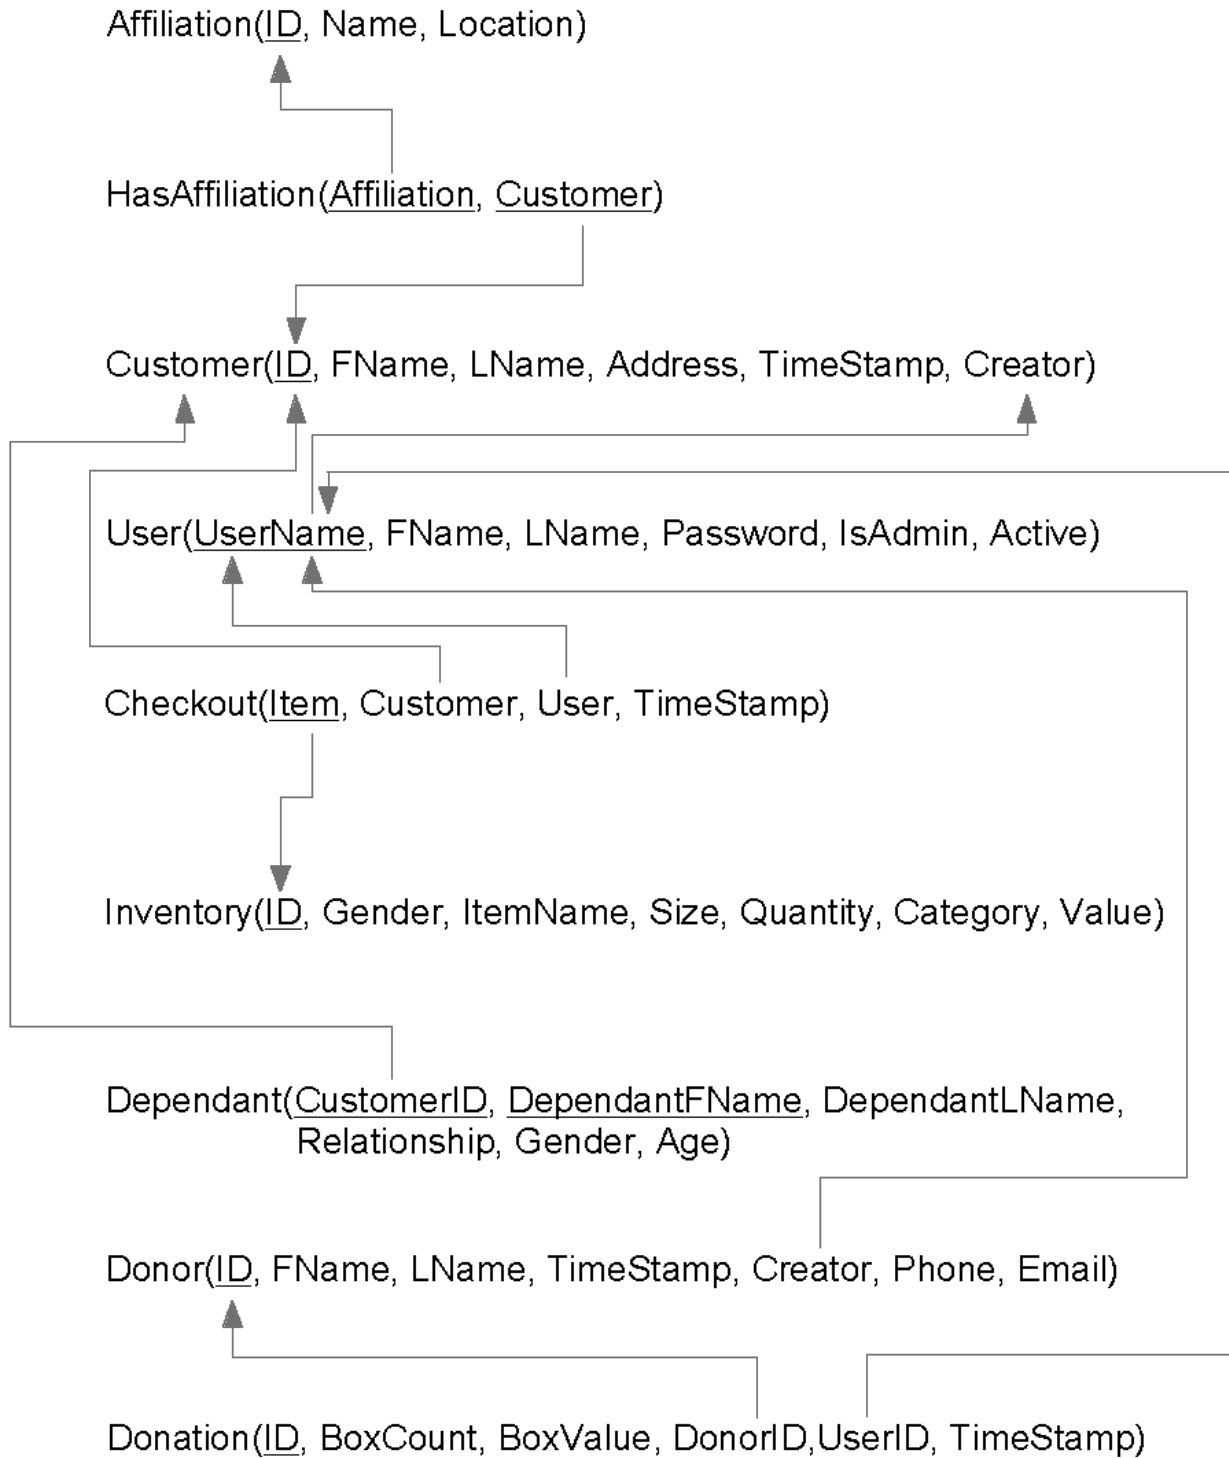 Affiliation(ID, Name, Location)
HasAffiliation(Affiliation, Customer)
Customer(ID, FName, LName, Address, TimeStamp, Creator)
User(UserName, FName, LName, Password, IsAdmin, Active)
Checkout(Item, Customer, User, TimeStamp)
Inventory(ID, Gender, ItemName, Size, Quantity, Category, Value)
Dependant(CustomerID, DependantFName, DependantLName,
Relationship, Gender, Age)
Donor(ID, FName, LName, TimeStamp, Creator, Phone, Email)
Donation(ID, BoxCount, BoxValue, DonorID,UserID, TimeStamp)